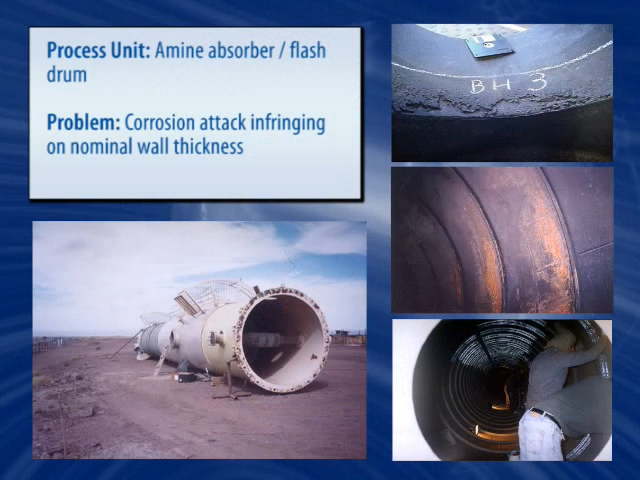 Process Unit: Amine absorber / flash
drum
Problem: Corrosion attack infringing
on nominal wall thickness
BH 3